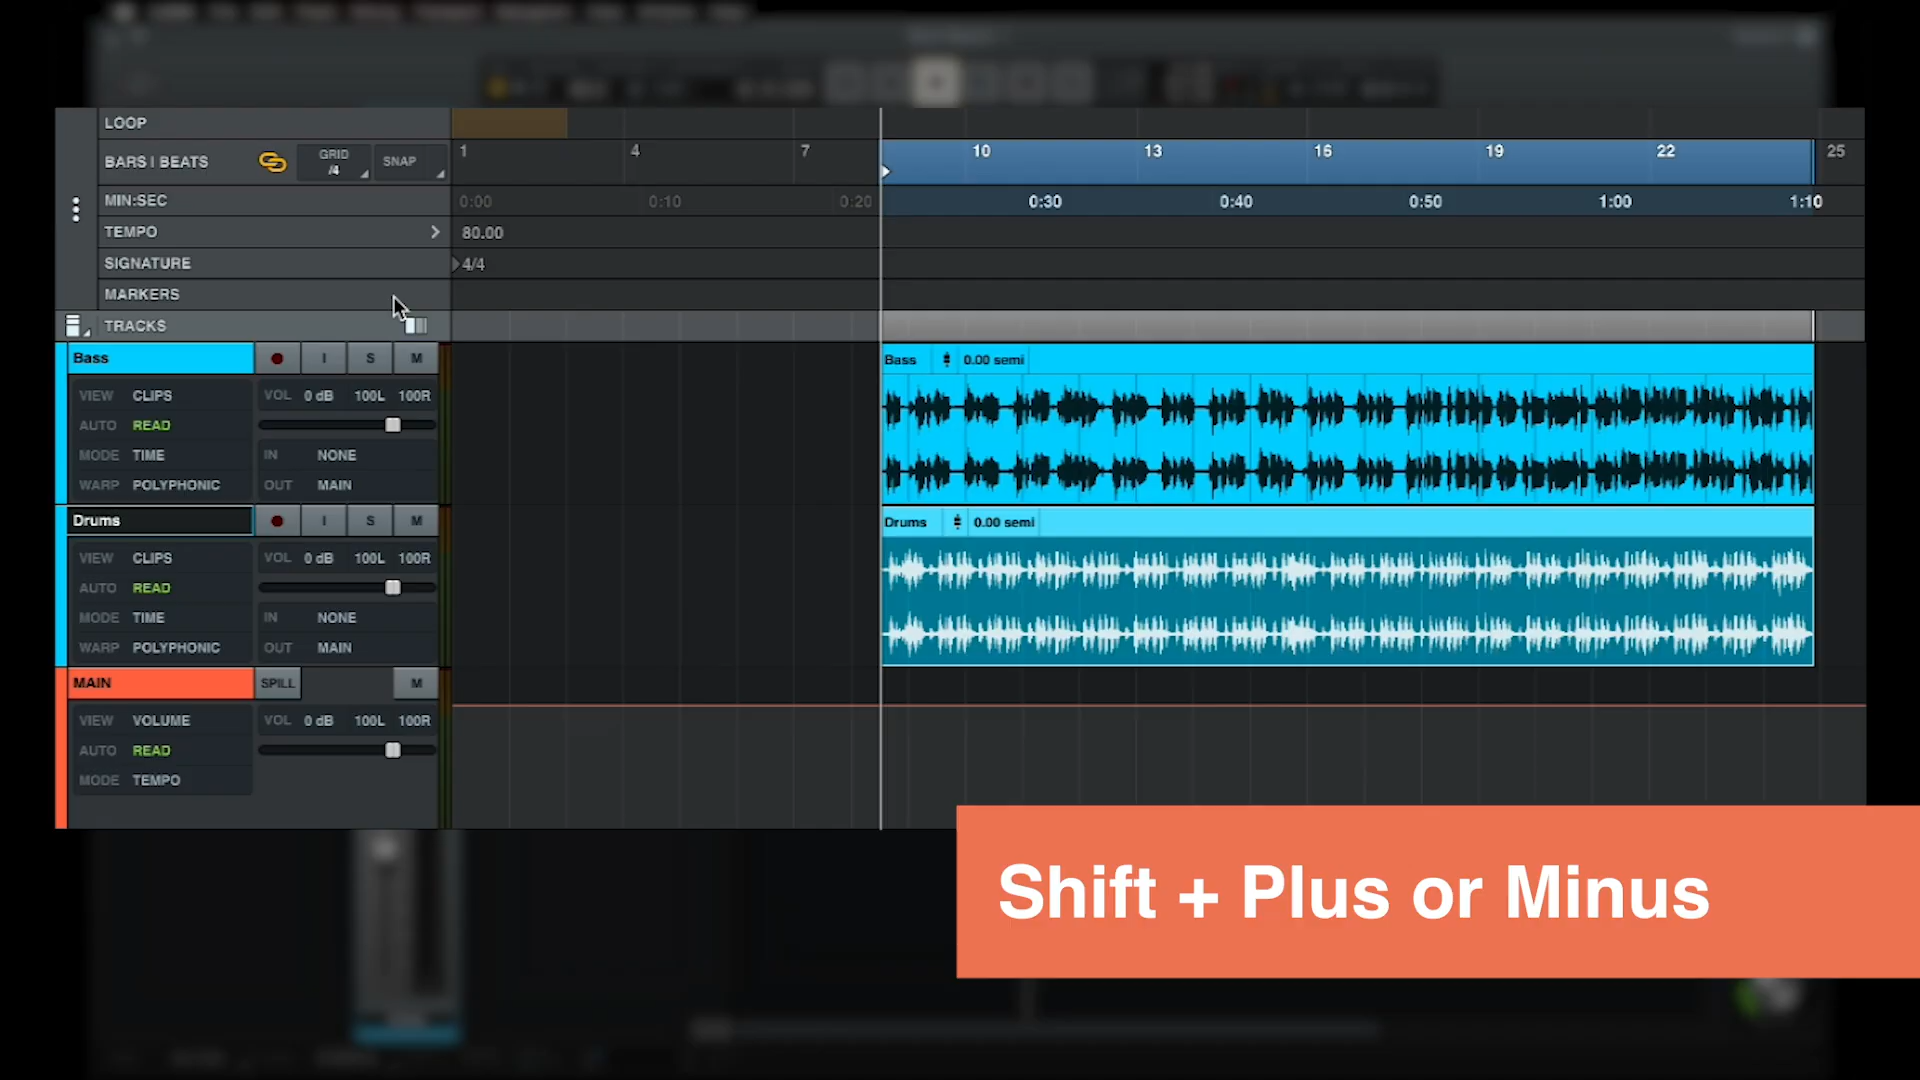 LOOP
BARS | BEATS GRID /4 SNAP 1 4 7 10 13 16 19 22 25
MIN:SEC 0:00 0:10 0:20 0:30 0:40 0:50 1:00 1:10
TEMPO 80.00
SIGNATURE 4/4
MARKERS
TRACKS
Bass I S M Bass 0.00 semi
VIEW CLIPS VOL 0 dB 100L 100R
AUTO READ
MODE TIME IN NONE
WARP POLYPHONIC OUT MAIN
Drums I S M Drums 0.00 semi
VIEW CLIPS VOL 0 dB 100L 100R
AUTO READ
MODE TIME IN NONE
WARP POLYPHONIC OUT MAIN
MAIN SPILL M
VIEW VOLUME VOL 0 dB 100L 100R
AUTO READ
MODE TEMPO
Shift + Plus or Minus